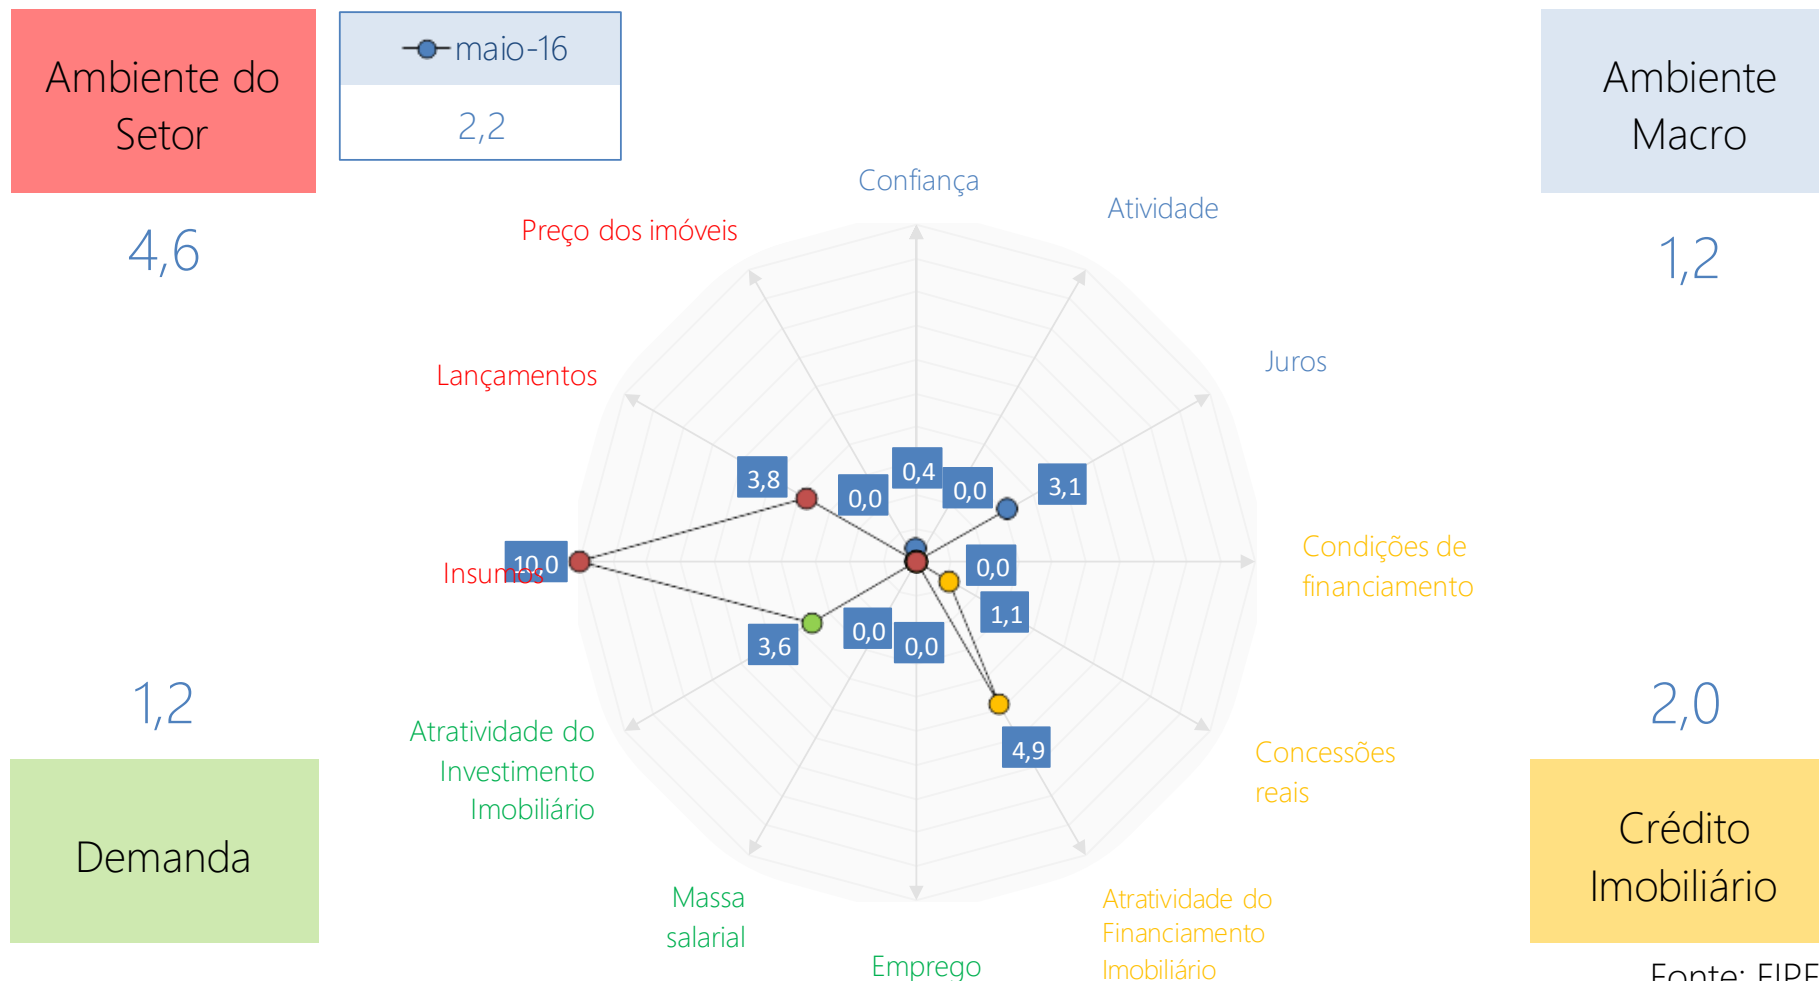 Ambiente do
Setor
4,6
maio-16
2,2
Ambiente
Macro
1,2
Confiança
Atividade
Preço dos imóveis
Juros
Lançamentos
0,4
3,8
0,0
0,0
3,1
Condições de
financiamento
10,0
Insumos
0,0
1,1
3,6
0,0
0,0
4,9
1,2
Demanda
Atratividade do
Investimento
Imobiliário
Massa
salarial
Emprego
Atratividade do
Financiamento
Imobiliário
Concessões
reais
2,0
Crédito
Imobiliário
Fonte: FIPE